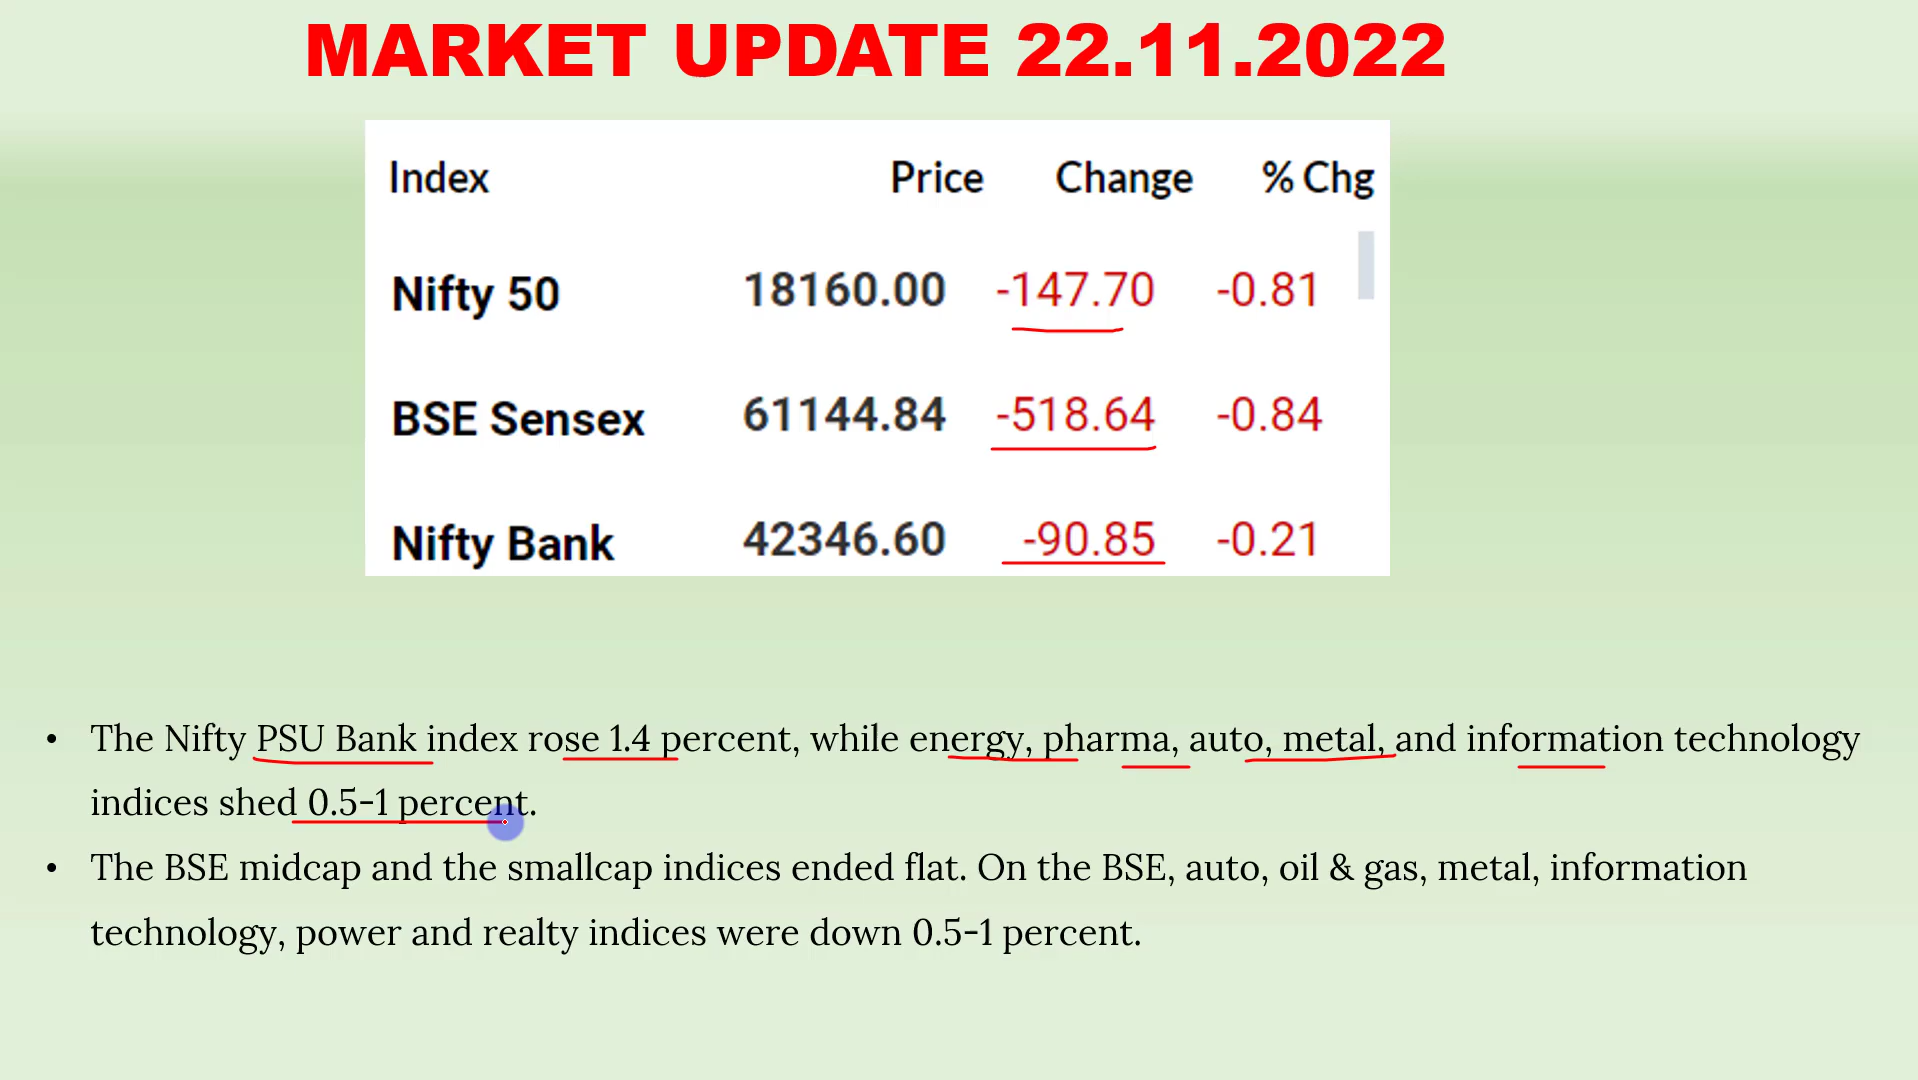 MARKET UPDATE 22.11.2022
Index Price Change % Chg
Nifty 50 18160.00 -147.70 -0.81
BSE Sensex 61144.84 -518.64 -0.84
Nifty Bank 42346.60 -90.85 -0.21
• The Nifty PSU Bank index rose 1.4 percent, while energy, pharma, auto, metal, and information technology
indices shed 0.5-1 percent.
• The BSE midcap and the smallcap indices ended flat. On the BSE, auto, oil & gas, metal, information
technology, power and realty indices were down 0.5-1 percent.